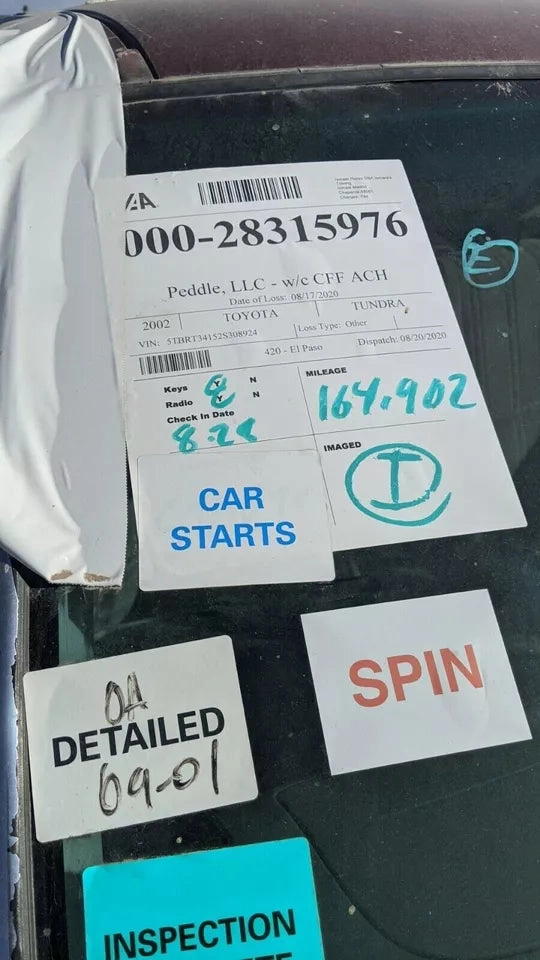 IAA
000-28315976
Peddle, LLC - w/c CFF ACH
Date of Loss: 08/17/2020
2002 TOYOTA TUNDRA
VIN: 5TBRT34152S308924 Loss Type: Other
420 - El Paso Dispatch: 08/20/2020
Keys Y N
Radio Y N
Check In Date
8-28
MILEAGE
164,902
IMAGED
I
E
CAR
STARTS
SPIN
OA
DETAILED
09-01
INSPECTION